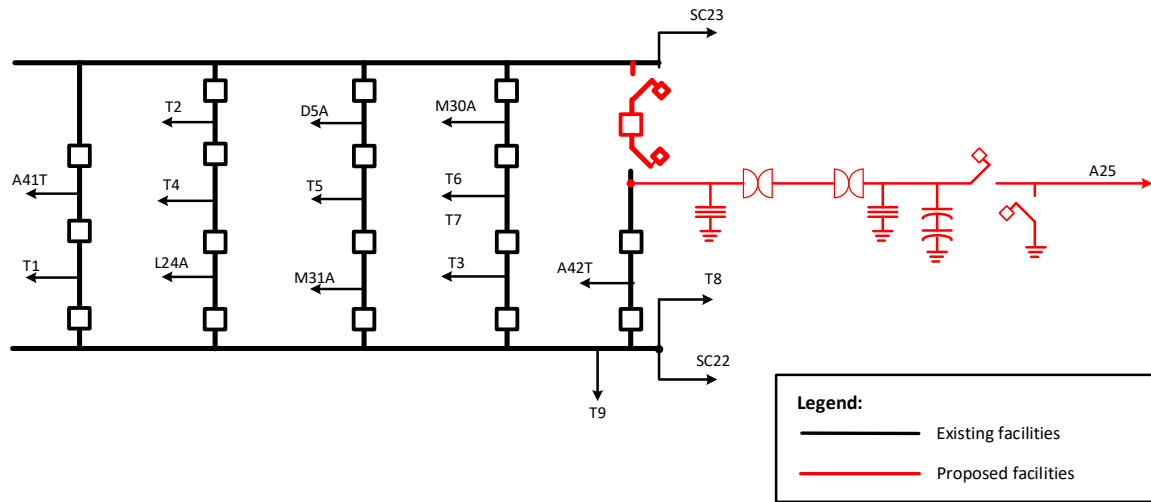 SC23
T2
D5A
M30A
A41T
T4
T5
T6
A25
T7
T1
L24A
M31A
T3
A42T
T8
SC22
T9
Legend:
Existing facilities
Proposed facilities